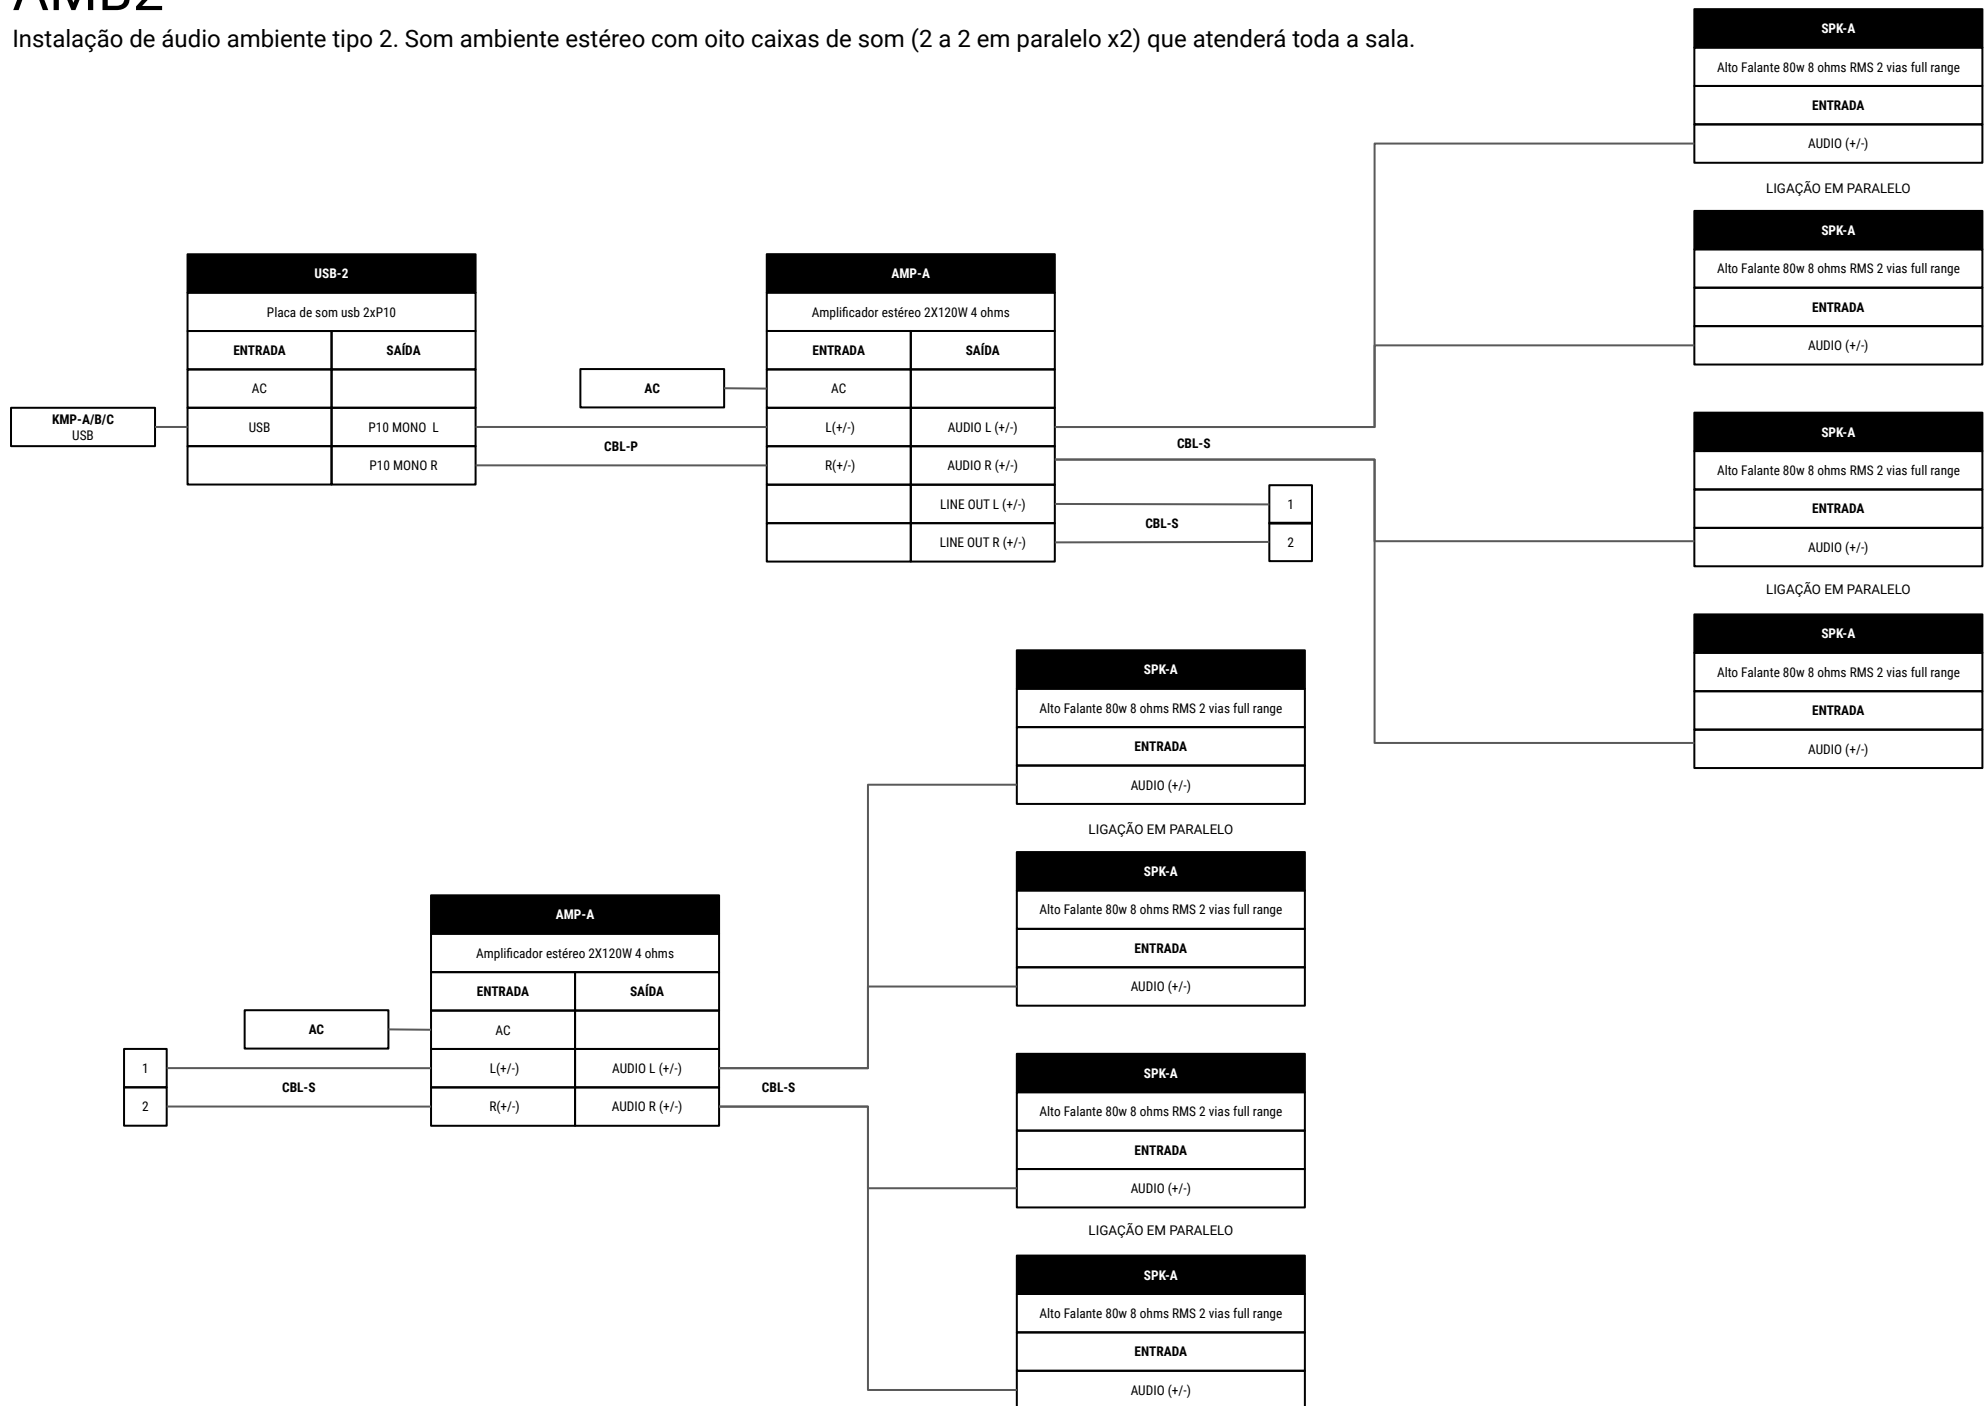 AMB2
Instalação de áudio ambiente tipo 2. Som ambiente estéreo com oito caixas de som (2 a 2 em paralelo x2) que atenderá toda a sala.
SPK-A
Alto Falante 80w 8 ohms RMS 2 vias full range
ENTRADA
AUDIO (+/-)
LIGAÇÃO EM PARALELO
SPK-A
Alto Falante 80w 8 ohms RMS 2 vias full range
ENTRADA
AUDIO (+/-)
USB-2
Placa de som usb 2xP10
ENTRADA SAÍDA
AC
USB P10 MONO L
P10 MONO R
KMP-A/B/C
USB
CBL-P
AC
AMP-A
Amplificador estéreo 2X120W 4 ohms
ENTRADA SAÍDA
AC
L(+/-) AUDIO L (+/-)
R(+/-) AUDIO R (+/-)
LINE OUT L (+/-)
LINE OUT R (+/-)
CBL-S
CBL-S
1
2
SPK-A
Alto Falante 80w 8 ohms RMS 2 vias full range
ENTRADA
AUDIO (+/-)
LIGAÇÃO EM PARALELO
SPK-A
Alto Falante 80w 8 ohms RMS 2 vias full range
ENTRADA
AUDIO (+/-)
SPK-A
Alto Falante 80w 8 ohms RMS 2 vias full range
ENTRADA
AUDIO (+/-)
LIGAÇÃO EM PARALELO
SPK-A
Alto Falante 80w 8 ohms RMS 2 vias full range
ENTRADA
AUDIO (+/-)
AMP-A
Amplificador estéreo 2X120W 4 ohms
ENTRADA SAÍDA
AC
L(+/-) AUDIO L (+/-)
R(+/-) AUDIO R (+/-)
AC
1
2
CBL-S
CBL-S
SPK-A
Alto Falante 80w 8 ohms RMS 2 vias full range
ENTRADA
AUDIO (+/-)
LIGAÇÃO EM PARALELO
SPK-A
Alto Falante 80w 8 ohms RMS 2 vias full range
ENTRADA
AUDIO (+/-)